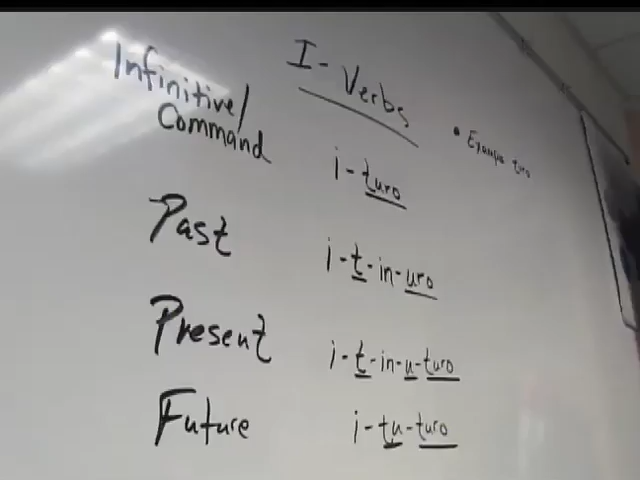 I-Verbs
Infinitive/
Command
i-turo
• Example turo
Past
i-t-in-uro
Present
i-t-in-u-turo
Future
i-tu-turo